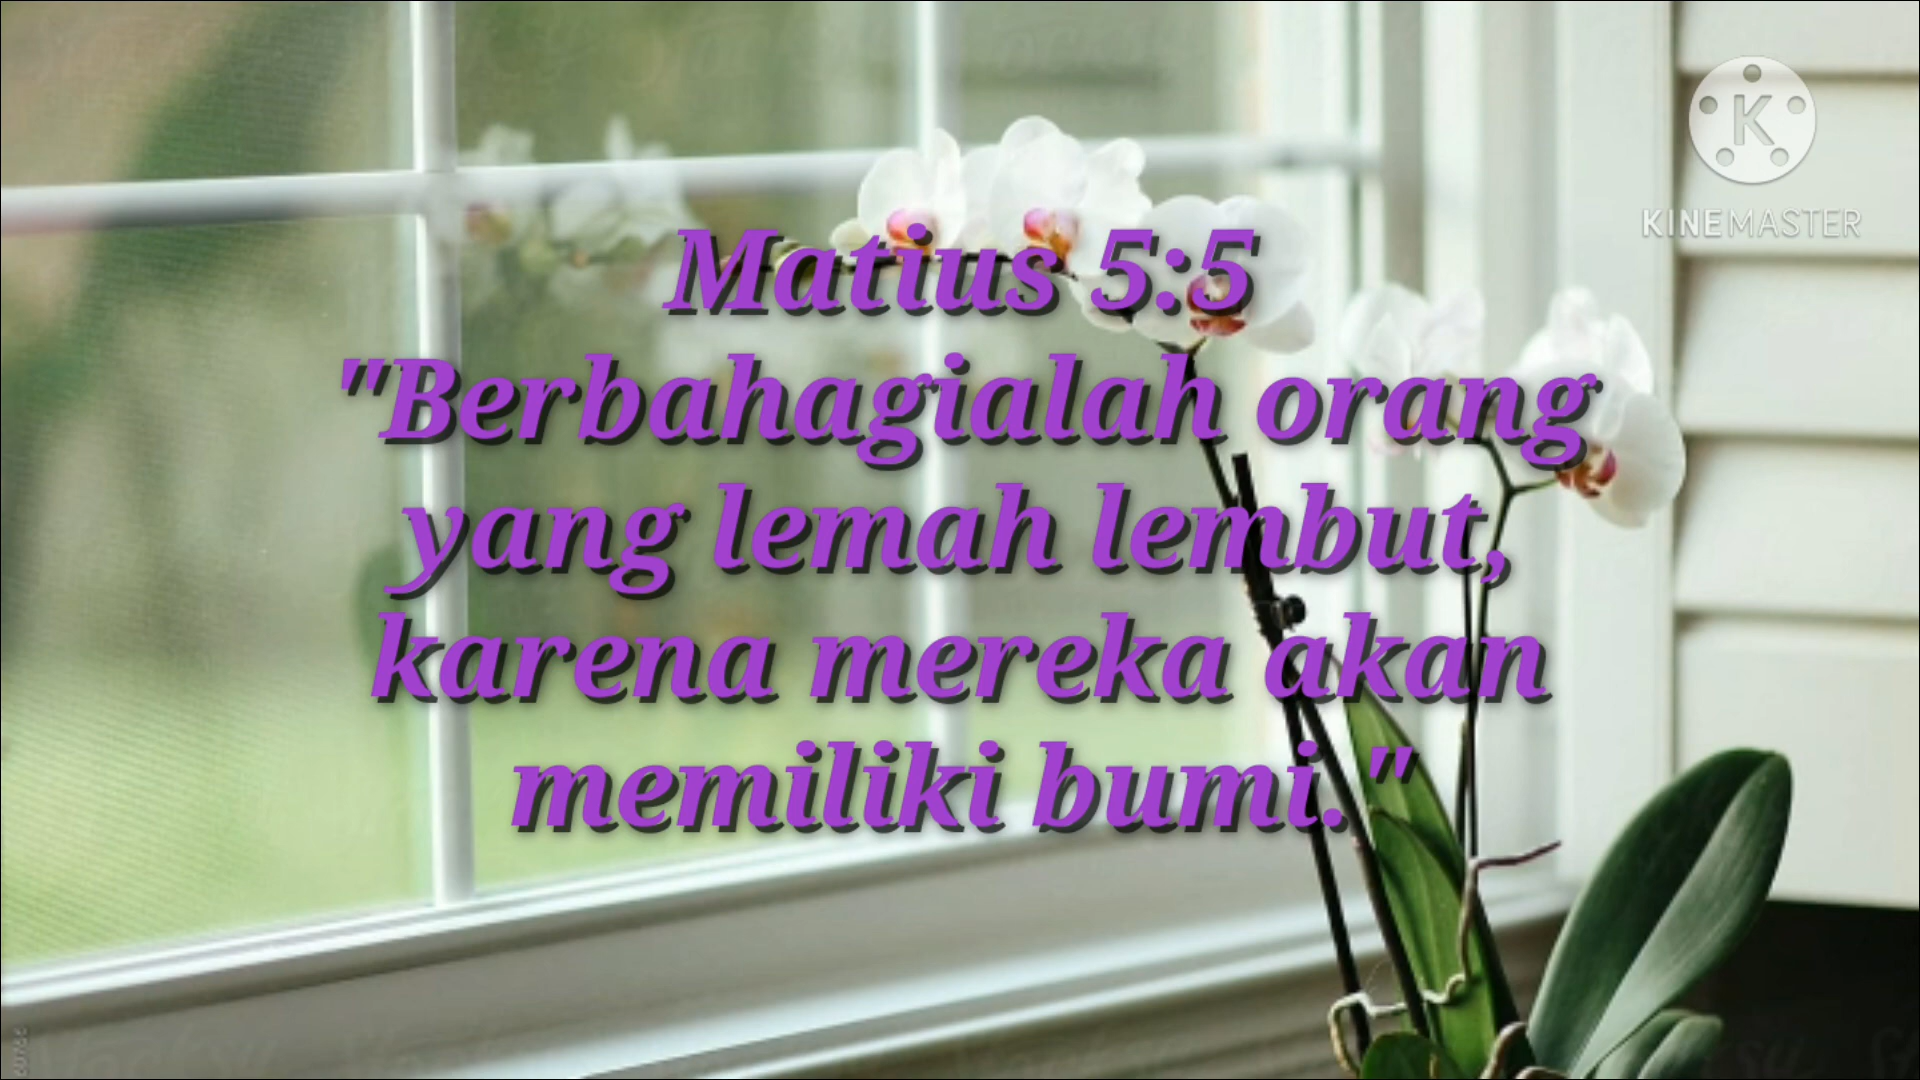 KINEMASTER
Matius 5:5
"Berbahagialah orang
yang lemah lembut,
karena mereka akan
memiliki bumi."